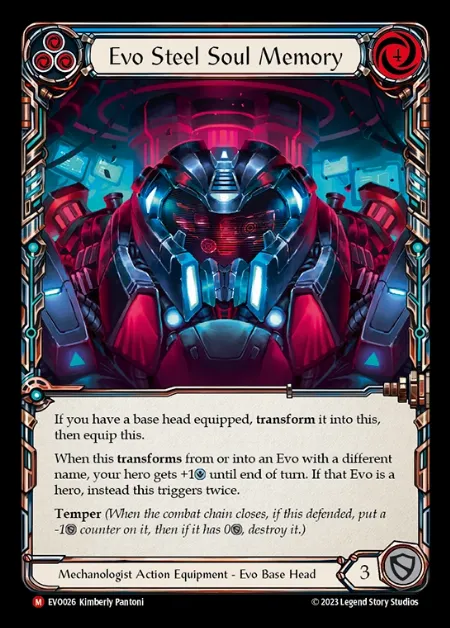 Evo Steel Soul Memory
4
If you have a base head equipped, transform it into this,
then equip this.
When this transforms from or into an Evo with a different
name, your hero gets +1 until end of turn. If that Evo is a
hero, instead this triggers twice.
Temper (When the combat chain closes, if this defended, put a
-1 counter on it, then if it has 0, destroy it.)
Mechanologist Action Equipment - Evo Base Head
3
M EVO026 Kimberly Pantoni
© 2023 Legend Story Studios